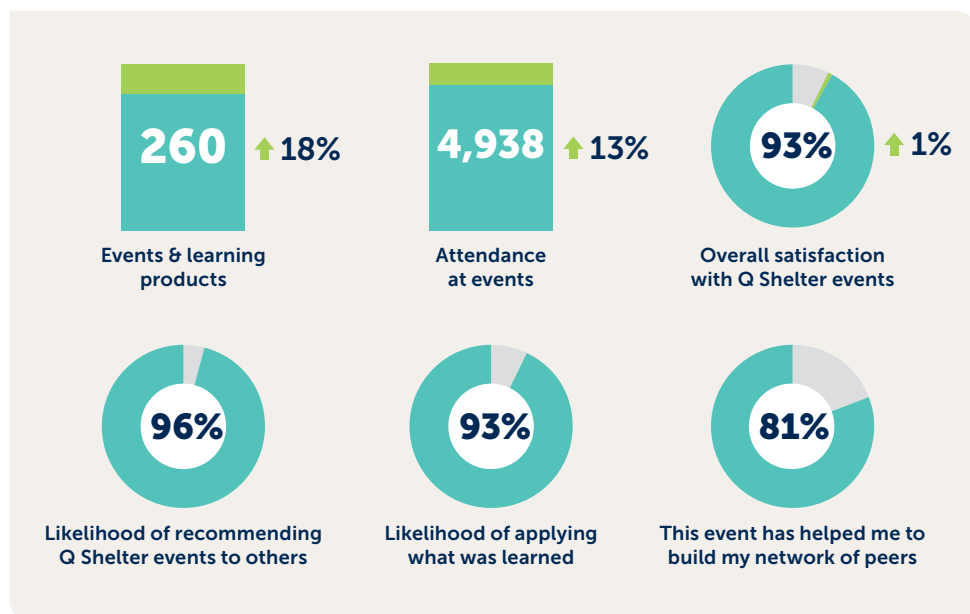 260
18%
Events & learning
products
4,938
13%
Attendance
at events
93%
1%
Overall satisfaction
with Q Shelter events
96%
Likelihood of recommending
Q Shelter events to others
93%
Likelihood of applying
what was learned
81%
This event has helped me to
build my network of peers